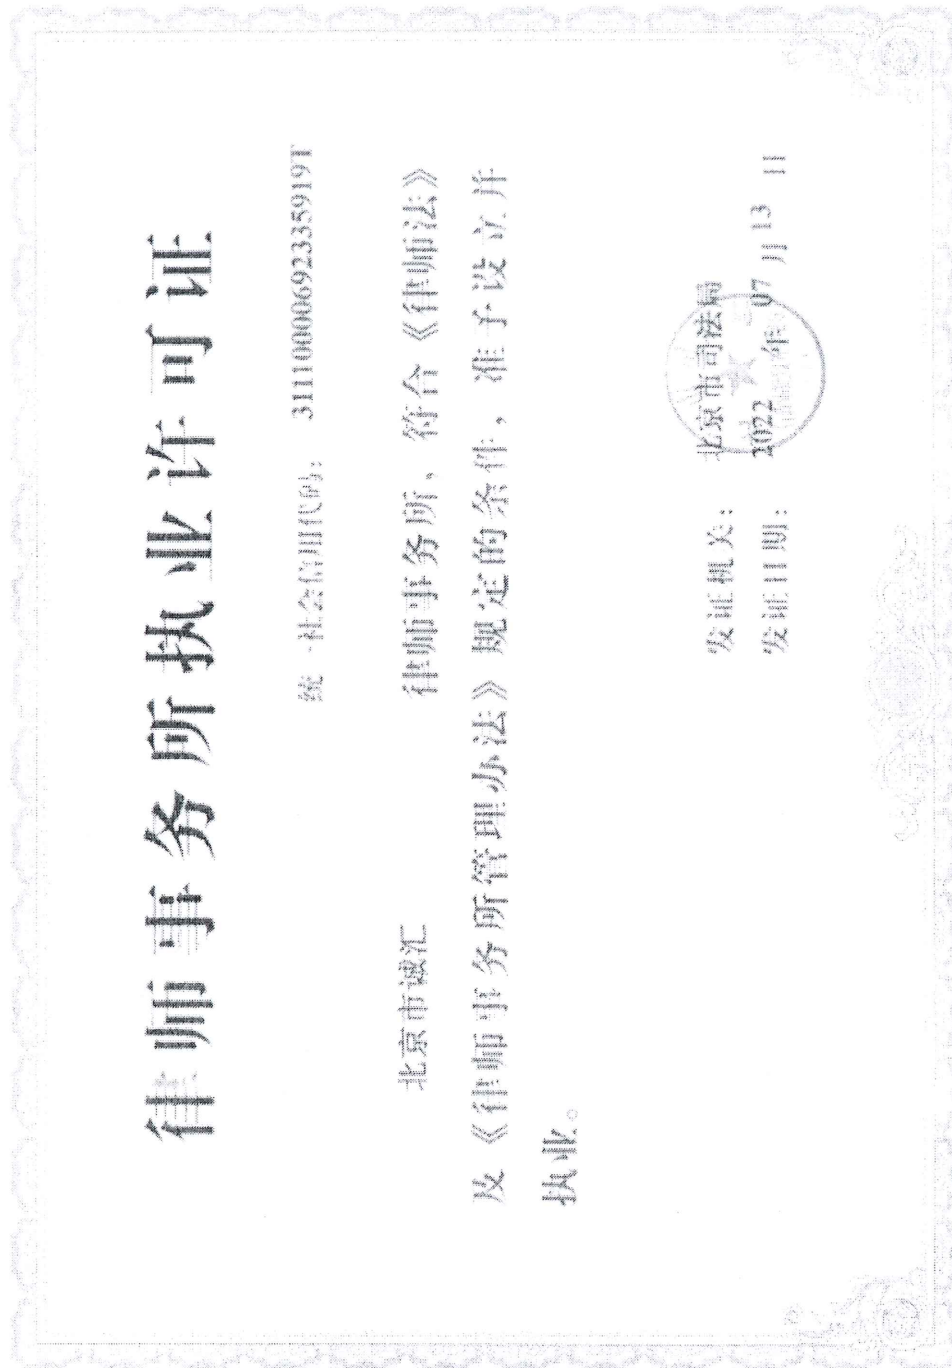 律师事务所执业许可证
统一社会信用代码： 31110000692335919T
北京市诚汇 律师事务所，符合《律师法》
及《律师事务所管理办法》规定的条件，准予设立并
执业。
发证机关： 北京市司法局
发证日期： 2022 年 07 月 13 日